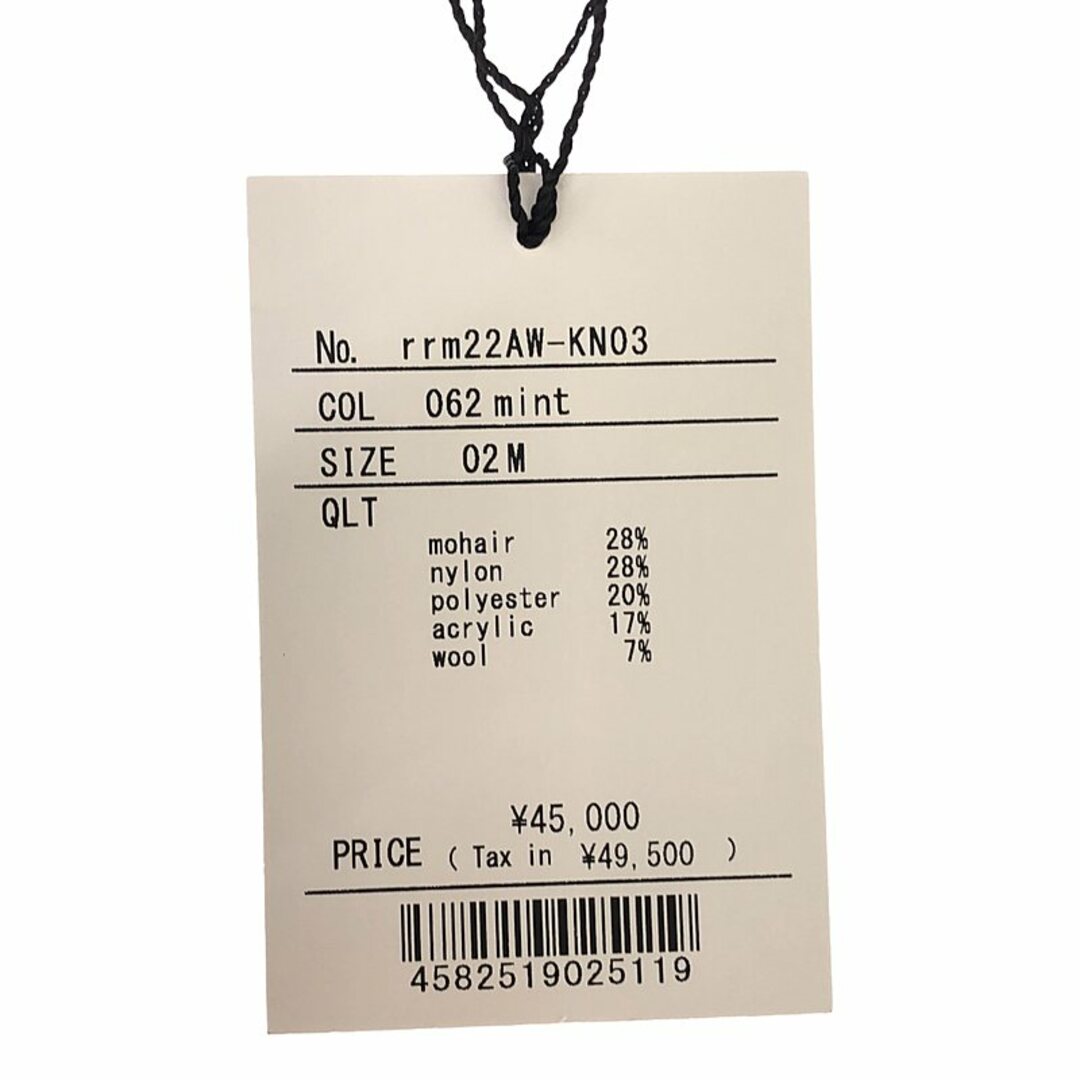 No. rrm22AW-KN03
COL 062 mint
SIZE 02 M
QLT
mohair 28%
nylon 28%
polyester 20%
acrylic 17%
wool 7%
¥45,000
PRICE ( Tax in ¥49,500 )
4582519025119